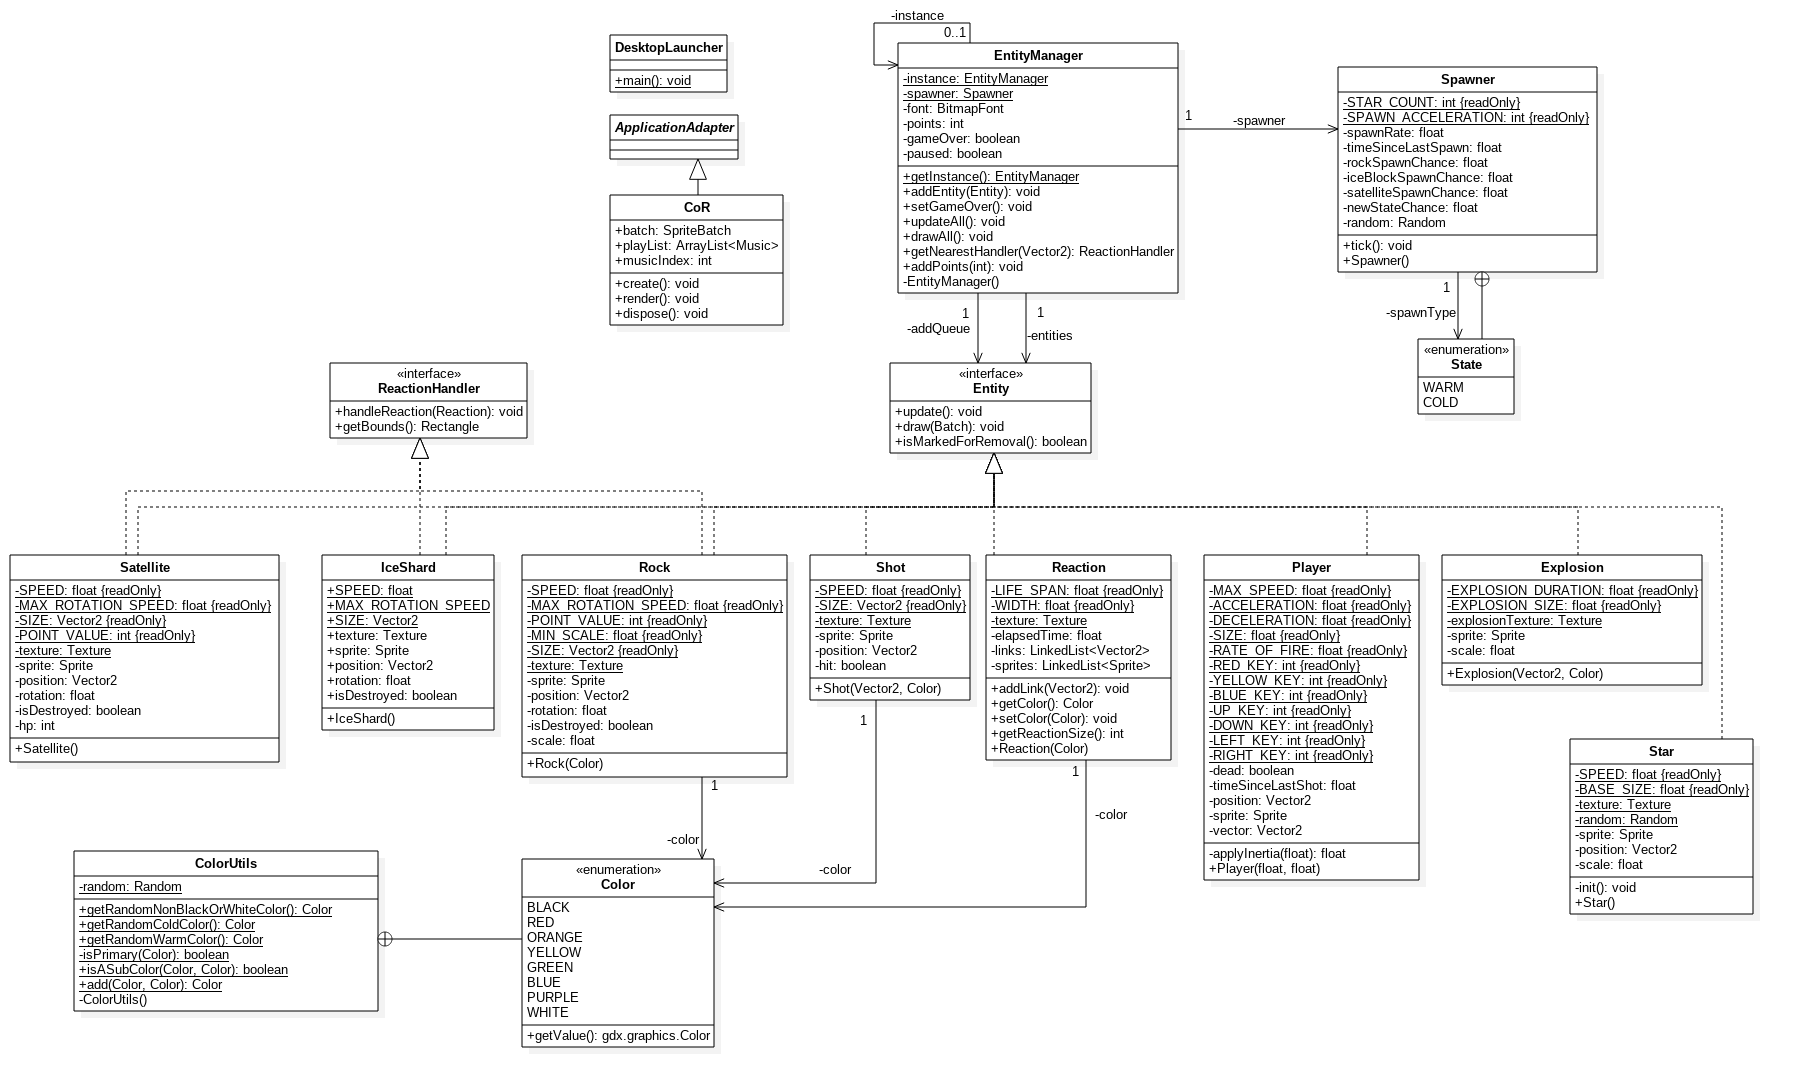 -instance
0..1
DesktopLauncher
+main(): void
ApplicationAdapter
CoR
+batch: SpriteBatch
+playList: ArrayList<Music>
+musicIndex: int
+create(): void
+render(): void
+dispose(): void
EntityManager
-instance: EntityManager
-spawner: Spawner
-font: BitmapFont
-points: int
-gameOver: boolean
-paused: boolean
+getInstance(): EntityManager
+addEntity(Entity): void
+setGameOver(): void
+updateAll(): void
+drawAll(): void
+getNearestHandler(Vector2): ReactionHandler
+addPoints(int): void
-EntityManager()
1
-spawner
Spawner
-STAR_COUNT: int {readOnly}
-SPAWN_ACCELERATION: int {readOnly}
-spawnRate: float
-timeSinceLastSpawn: float
-rockSpawnChance: float
-iceBlockSpawnChance: float
-satelliteSpawnChance: float
-newStateChance: float
-random: Random
+tick(): void
+Spawner()
1
-spawnType
«enumeration»
State
WARM
COLD
1
-addQueue
1
-entities
«interface»
ReactionHandler
+handleReaction(Reaction): void
+getBounds(): Rectangle
«interface»
Entity
+update(): void
+draw(Batch): void
+isMarkedForRemoval(): boolean
Satellite
-SPEED: float {readOnly}
-MAX_ROTATION_SPEED: float {readOnly}
-SIZE: Vector2 {readOnly}
-POINT_VALUE: int {readOnly}
-texture: Texture
-sprite: Sprite
-position: Vector2
-rotation: float
-isDestroyed: boolean
-hp: int
+Satellite()
IceShard
+SPEED: float
+MAX_ROTATION_SPEED
+SIZE: Vector2
+texture: Texture
+sprite: Sprite
+position: Vector2
+rotation: float
+isDestroyed: boolean
+IceShard()
Rock
-SPEED: float {readOnly}
-MAX_ROTATION_SPEED: float {readOnly}
-POINT_VALUE: int {readOnly}
-MIN_SCALE: float {readOnly}
-SIZE: Vector2 {readOnly}
-texture: Texture
-sprite: Sprite
-position: Vector2
-rotation: float
-isDestroyed: boolean
-scale: float
+Rock(Color)
Shot
-SPEED: float {readOnly}
-SIZE: Vector2 {readOnly}
-texture: Texture
-sprite: Sprite
-position: Vector2
-hit: boolean
+Shot(Vector2, Color)
Reaction
-LIFE_SPAN: float {readOnly}
-WIDTH: float {readOnly}
-texture: Texture
-elapsedTime: float
-links: LinkedList<Vector2>
-sprites: LinkedList<Sprite>
+addLink(Vector2): void
+getColor(): Color
+setColor(Color): void
+getReactionSize(): int
+Reaction(Color)
Player
-MAX_SPEED: float {readOnly}
-ACCELERATION: float {readOnly}
-DECELERATION: float {readOnly}
-SIZE: float {readOnly}
-RATE_OF_FIRE: float {readOnly}
-RED_KEY: int {readOnly}
-YELLOW_KEY: int {readOnly}
-BLUE_KEY: int {readOnly}
-UP_KEY: int {readOnly}
-DOWN_KEY: int {readOnly}
-LEFT_KEY: int {readOnly}
-RIGHT_KEY: int {readOnly}
-dead: boolean
-timeSinceLastShot: float
-position: Vector2
-sprite: Sprite
-vector: Vector2
-applyInertia(float): float
+Player(float, float)
Explosion
-EXPLOSION_DURATION: float {readOnly}
-EXPLOSION_SIZE: float {readOnly}
-explosionTexture: Texture
-sprite: Sprite
-scale: float
+Explosion(Vector2, Color)
Star
-SPEED: float {readOnly}
-BASE_SIZE: float {readOnly}
-texture: Texture
-random: Random
-sprite: Sprite
-position: Vector2
-scale: float
-init(): void
+Star()
1
-color
1
-color
1
-color
ColorUtils
-random: Random
+getRandomNonBlackOrWhiteColor(): Color
+getRandomColdColor(): Color
+getRandomWarmColor(): Color
-isPrimary(Color): boolean
+isASubColor(Color, Color): boolean
+add(Color, Color): Color
-ColorUtils()
«enumeration»
Color
BLACK
RED
ORANGE
YELLOW
GREEN
BLUE
PURPLE
WHITE
+getValue(): gdx.graphics.Color